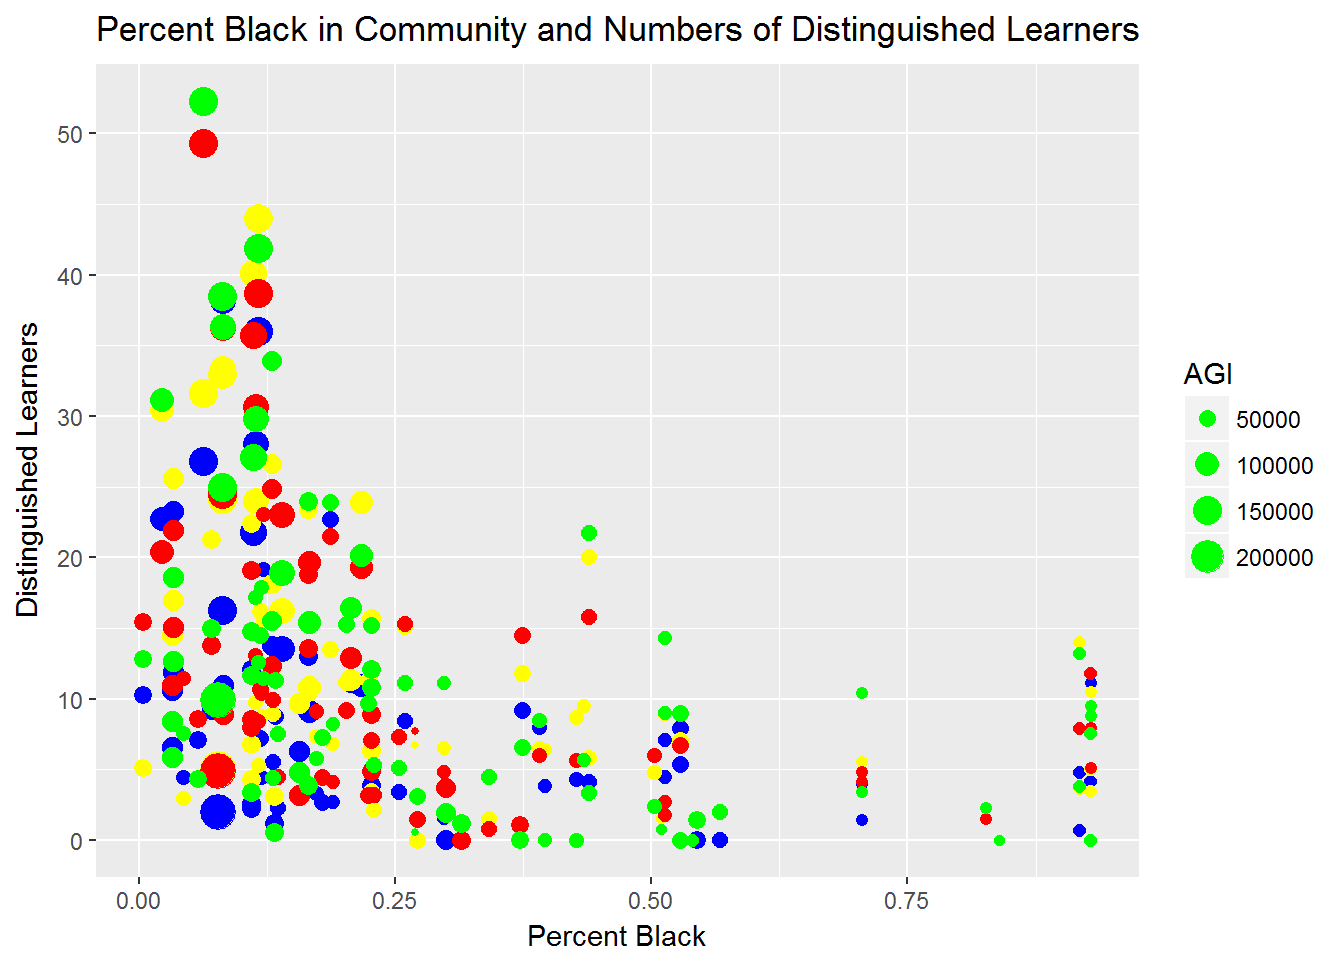 Percent Black in Community and Numbers of Distinguished Learners
Distinguished Learners
50
40
30
20
10
0
0.00 0.25 0.50 0.75
Percent Black
AGI
50000
100000
150000
200000